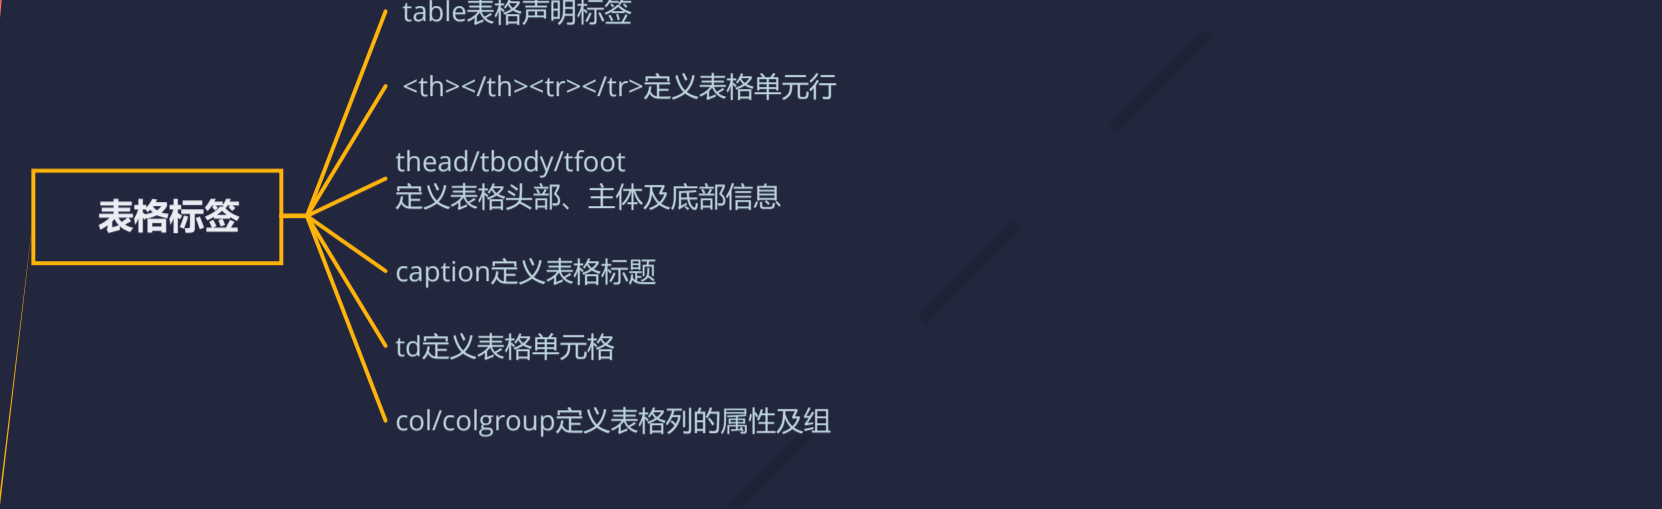 table表格声明标签
<th></th><tr></tr>定义表格单元行
thead/tbody/tfoot
定义表格头部、主体及底部信息
表格标签
caption定义表格标题
td定义表格单元格
col/colgroup定义表格列的属性及组